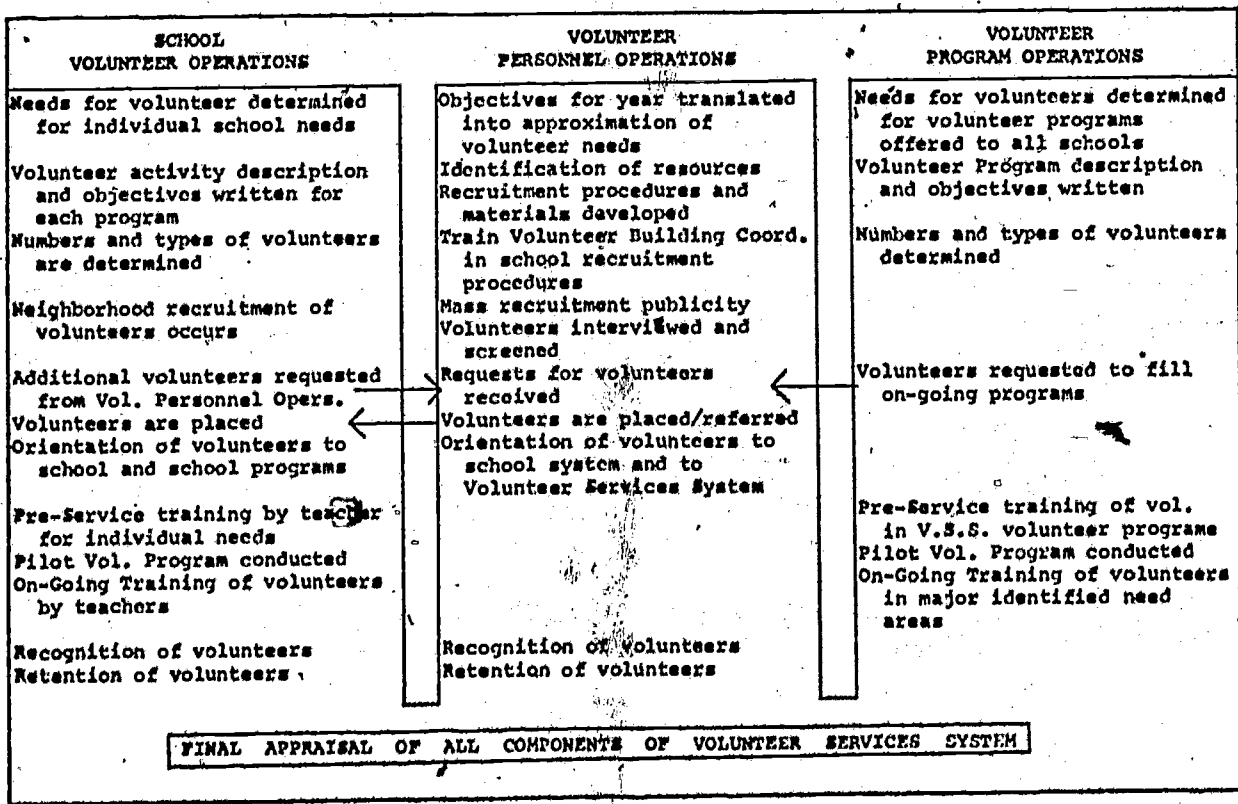 SCHOOL
VOLUNTEER OPERATIONS
Needs for volunteer determined
for individual school needs
Volunteer activity description
and objectives written for
each program
Numbers and types of volunteers
are determined
Neighborhood recruitment of
volunteers occurs
Additional volunteers requested
from Vol. Personnel Opers.
Volunteers are placed
Orientation of volunteers to
school and school programs
Pre-Service training by teacher
for individual needs
Pilot Vol. Program conducted
On-Going Training of volunteers
by teachers
Recognition of volunteers
Retention of volunteers
VOLUNTEER
PERSONNEL OPERATIONS
Objectives for year translated
into approximation of
volunteer needs
Identification of resources
Recruitment procedures and
materials developed
Train Volunteer Building Coord.
in school recruitment
procedures
Mass recruitment publicity
Volunteers interviewed and
screened
Requests for volunteers
received
Volunteers are placed/referred
Orientation of volunteers to
school system and to
Volunteer Services System
Recognition of volunteers
Retention of volunteers
VOLUNTEER
PROGRAM OPERATIONS
Needs for volunteers determined
for volunteer programs
offered to all schools
Volunteer Program description
and objectives written
Numbers and types of volunteers
determined
Volunteers requested to fill
on-going programs
Pre-Service training of vol.
in V.S.S. volunteer programs
Pilot Vol. Program conducted
On-Going Training of volunteers
in major identified need
areas
FINAL APPRAISAL OF ALL COMPONENTS OF VOLUNTEER SERVICES SYSTEM